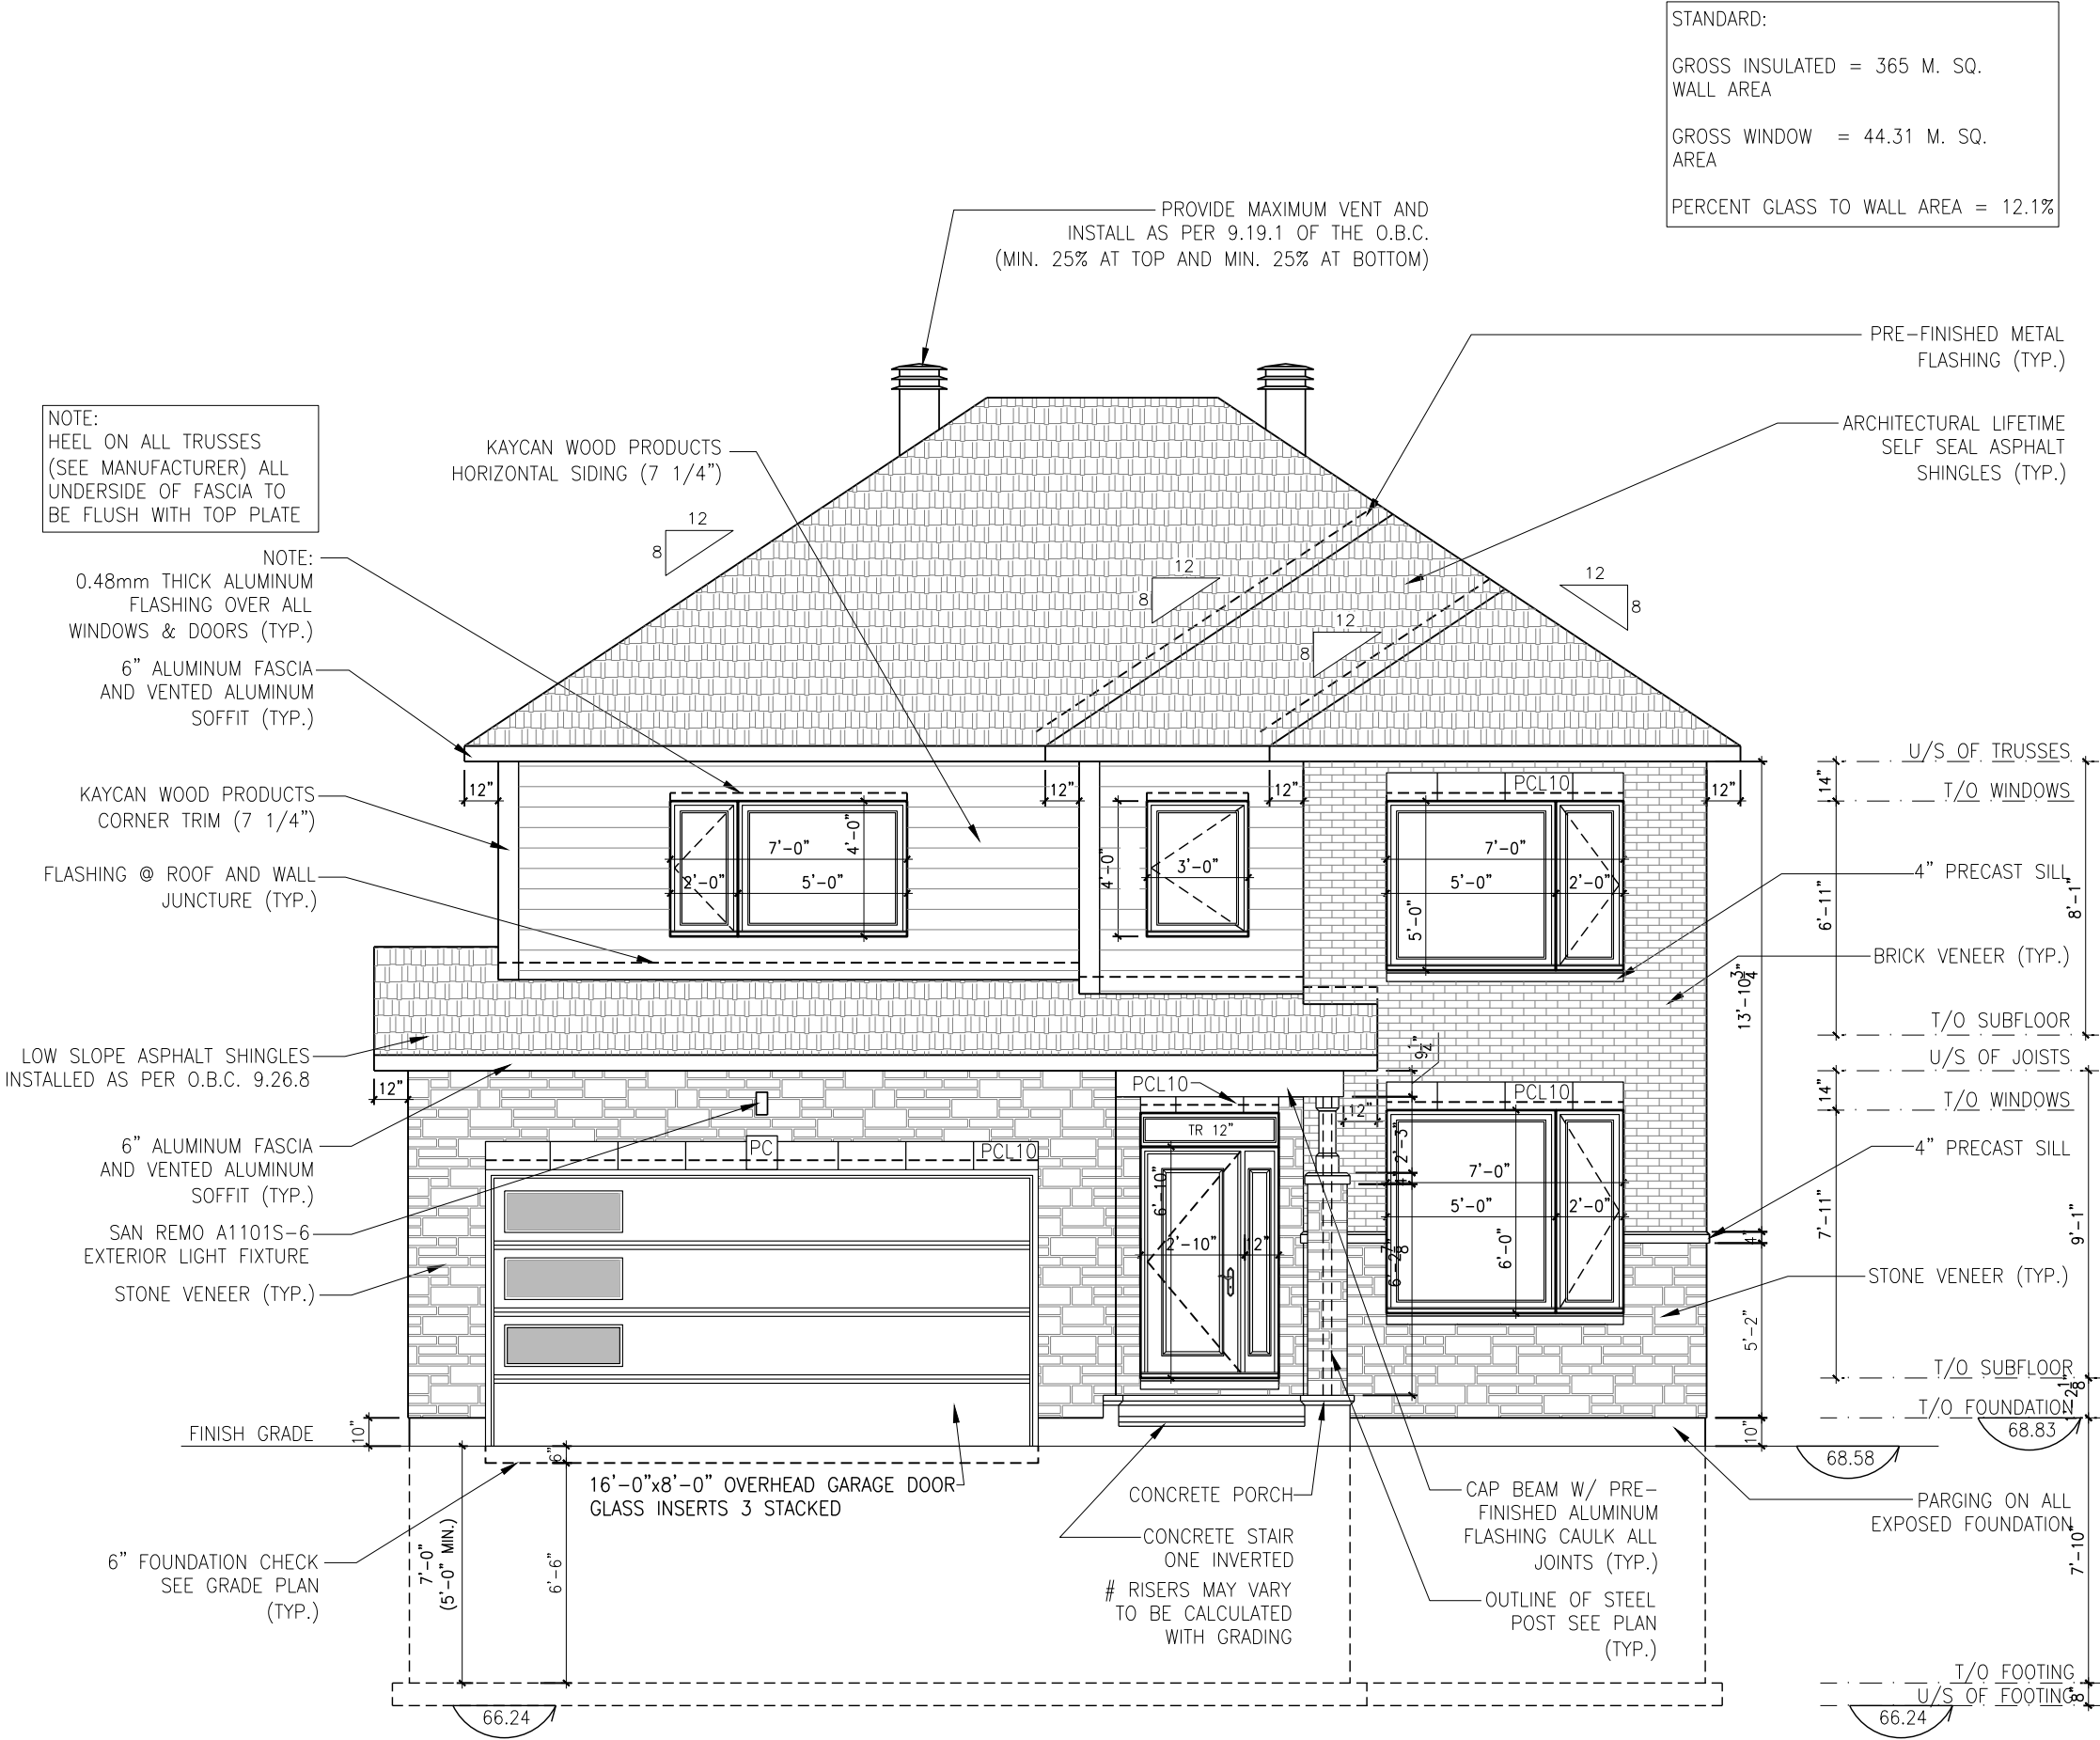 STANDARD:
GROSS INSULATED = 365 M. SQ.
WALL AREA
GROSS WINDOW = 44.31 M. SQ.
AREA
PERCENT GLASS TO WALL AREA = 12.1%
PROVIDE MAXIMUM VENT AND
INSTALL AS PER 9.19.1 OF THE O.B.C.
(MIN. 25% AT TOP AND MIN. 25% AT BOTTOM)
PRE-FINISHED METAL
FLASHING (TYP.)
ARCHITECTURAL LIFETIME
SELF SEAL ASPHALT
SHINGLES (TYP.)
NOTE:
HEEL ON ALL TRUSSES
(SEE MANUFACTURER) ALL
UNDERSIDE OF FASCIA TO
BE FLUSH WITH TOP PLATE
KAYCAN WOOD PRODUCTS
HORIZONTAL SIDING (7 1/4")
12
8
12
8
12
8
12
8
NOTE:
0.48mm THICK ALUMINUM
FLASHING OVER ALL
WINDOWS & DOORS (TYP.)
6" ALUMINUM FASCIA
AND VENTED ALUMINUM
SOFFIT (TYP.)
KAYCAN WOOD PRODUCTS
CORNER TRIM (7 1/4")
FLASHING @ ROOF AND WALL
JUNCTURE (TYP.)
LOW SLOPE ASPHALT SHINGLES
INSTALLED AS PER O.B.C. 9.26.8
6" ALUMINUM FASCIA
AND VENTED ALUMINUM
SOFFIT (TYP.)
SAN REMO A1101S-6
EXTERIOR LIGHT FIXTURE
STONE VENEER (TYP.)
FINISH GRADE
6" FOUNDATION CHECK
SEE GRADE PLAN
(TYP.)
12"
12"
12"
12"
12"
12"
7'-0"
4'-0"
2'-0"
5'-0"
4'-0"
3'-0"
PCL10
7'-0"
5'-0"
2'-0"
5'-0"
PCL10
TR 12"
6'-10"
2'-10"
12"
PC
PCL10
PCL10
7'-0"
5'-0"
2'-0"
6'-0"
9 1/4"
2'-3"
4"
6'-2 7/8"
U/S OF TRUSSES
T/O WINDOWS
4" PRECAST SILL
BRICK VENEER (TYP.)
T/O SUBFLOOR
U/S OF JOISTS
T/O WINDOWS
4" PRECAST SILL
STONE VENEER (TYP.)
T/O SUBFLOOR
T/O FOUNDATION
68.83
68.58
PARGING ON ALL
EXPOSED FOUNDATION
T/O FOOTING
U/S OF FOOTING
66.24
66.24
14"
6'-11"
8'-1"
13'-10 3/4"
14"
7'-11"
9'-1"
4"
5'-2"
10"
7'-10"
8"
10"
6"
7'-0"
(5'-0" MIN.)
6'-6"
16'-0"x8'-0" OVERHEAD GARAGE DOOR
GLASS INSERTS 3 STACKED
CONCRETE PORCH
CONCRETE STAIR
ONE INVERTED
# RISERS MAY VARY
TO BE CALCULATED
WITH GRADING
CAP BEAM W/ PRE-
FINISHED ALUMINUM
FLASHING CAULK ALL
JOINTS (TYP.)
OUTLINE OF STEEL
POST SEE PLAN
(TYP.)